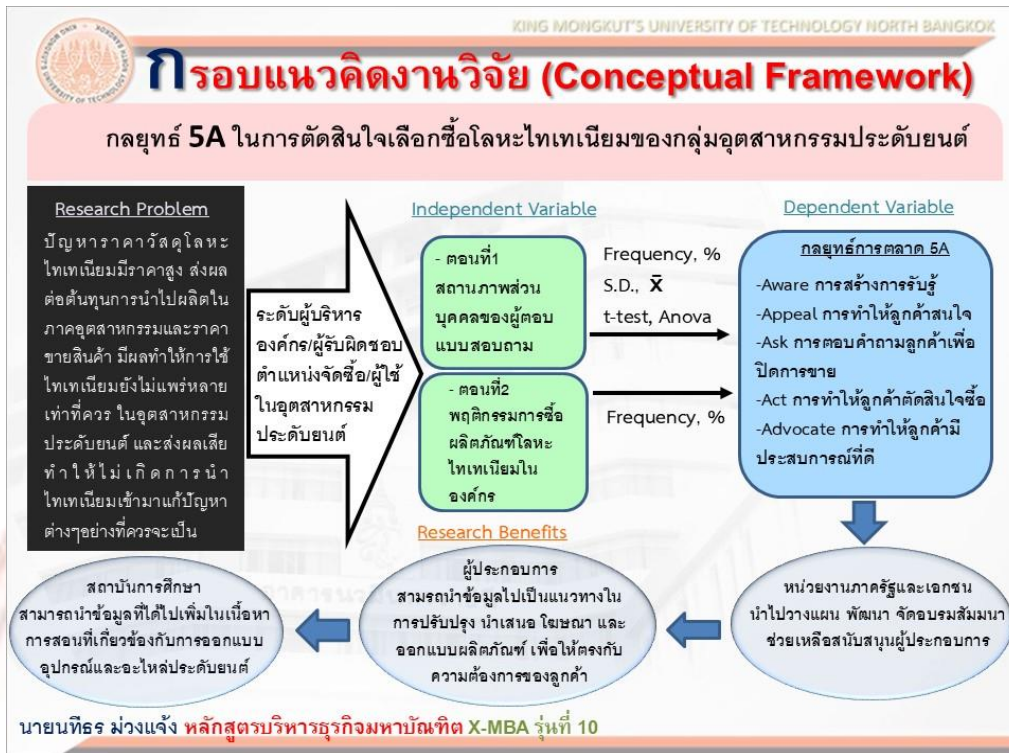 KING MONGKUT'S UNIVERSITY OF TECHNOLOGY NORTH BANGKOK
กรอบแนวคิดงานวิจัย (Conceptual Framework)
กลยุทธ์ 5A ในการตัดสินใจเลือกซื้อโลหะไทเทเนียมของกลุ่มอุตสาหกรรมประดับยนต์
Research Problem
ปัญหาราคาวัสดุโลหะ
ไทเทเนียมมีราคาสูง ส่งผล
ต่อต้นทุนการนำไปผลิตใน
ภาคอุตสาหกรรมและราคา
ขายสินค้า มีผลทำให้การใช้
ไทเทเนียมยังไม่แพร่หลาย
เท่าที่ควร ในอุตสาหกรรม
ประดับยนต์ และส่งผลเสีย
ทำให้ไม่เกิดการนำ
ไทเทเนียมเข้ามาแก้ปัญหา
ต่างๆอย่างที่ควรจะเป็น
ระดับผู้บริหาร
องค์กร/ผู้รับผิดชอบ
ตำแหน่งจัดซื้อ/ผู้ใช้
ในอุตสาหกรรม
ประดับยนต์
Independent Variable
- ตอนที่1
สถานภาพส่วน
บุคคลของผู้ตอบ
แบบสอบถาม
- ตอนที่2
พฤติกรรมการซื้อ
ผลิตภัณฑ์โลหะ
ไทเทเนียมใน
องค์กร
Frequency, %
S.D., x̄
t-test, Anova
Frequency, %
Dependent Variable
กลยุทธ์การตลาด 5A
-Aware การสร้างการรับรู้
-Appeal การทำให้ลูกค้าสนใจ
-Ask การตอบคำถามลูกค้าเพื่อ
ปิดการขาย
-Act การทำให้ลูกค้าตัดสินใจซื้อ
-Advocate การทำให้ลูกค้ามี
ประสบการณ์ที่ดี
Research Benefits
หน่วยงานภาครัฐและเอกชน
นำไปวางแผน พัฒนา จัดอบรมสัมมนา
ช่วยเหลือสนับสนุนผู้ประกอบการ
ผู้ประกอบการ
สามรถนำข้อมูลไปเป็นแนวทางใน
การปรับปรุง นำเสนอ โฆษณา และ
ออกแบบผลิตภัณฑ์ เพื่อให้ตรงกับ
ความต้องการของลูกค้า
สถาบันการศึกษา
สามารถนำข้อมูลที่ได้ไปเพิ่มในเนื้อหา
การสอนที่เกี่ยวข้องกับการออกแบบ
อุปกรณ์และอะไหล่ประดับยนต์
นายนทีธร ม่วงแจ้ง หลักสูตรบริหารธุรกิจมหาบัณฑิต X-MBA รุ่นที่ 10